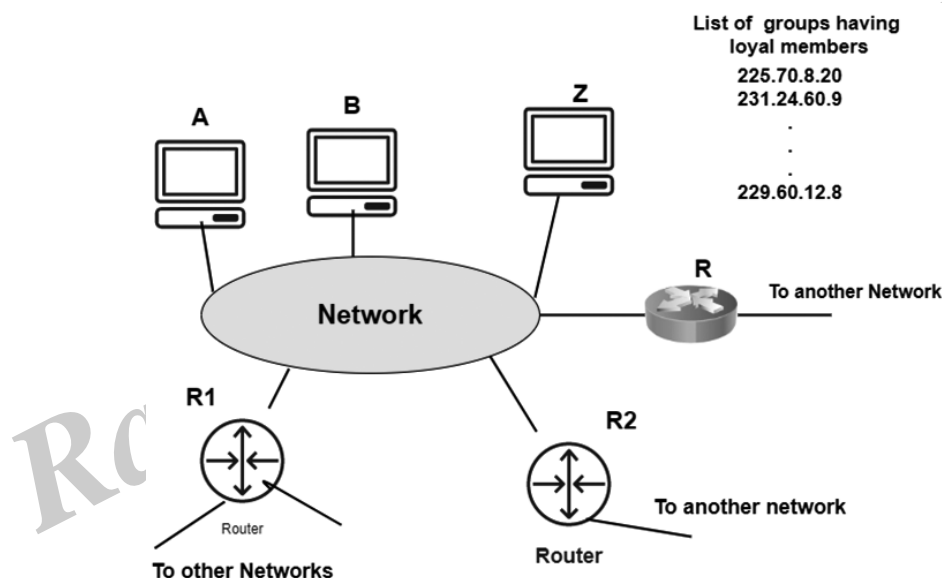 List of groups having
loyal members
225.70.8.20
231.24.60.9
.
.
.
229.60.12.8
A
B
Z
R
Network
To another Network
R1
R2
Router
To other Networks
To another network
Router